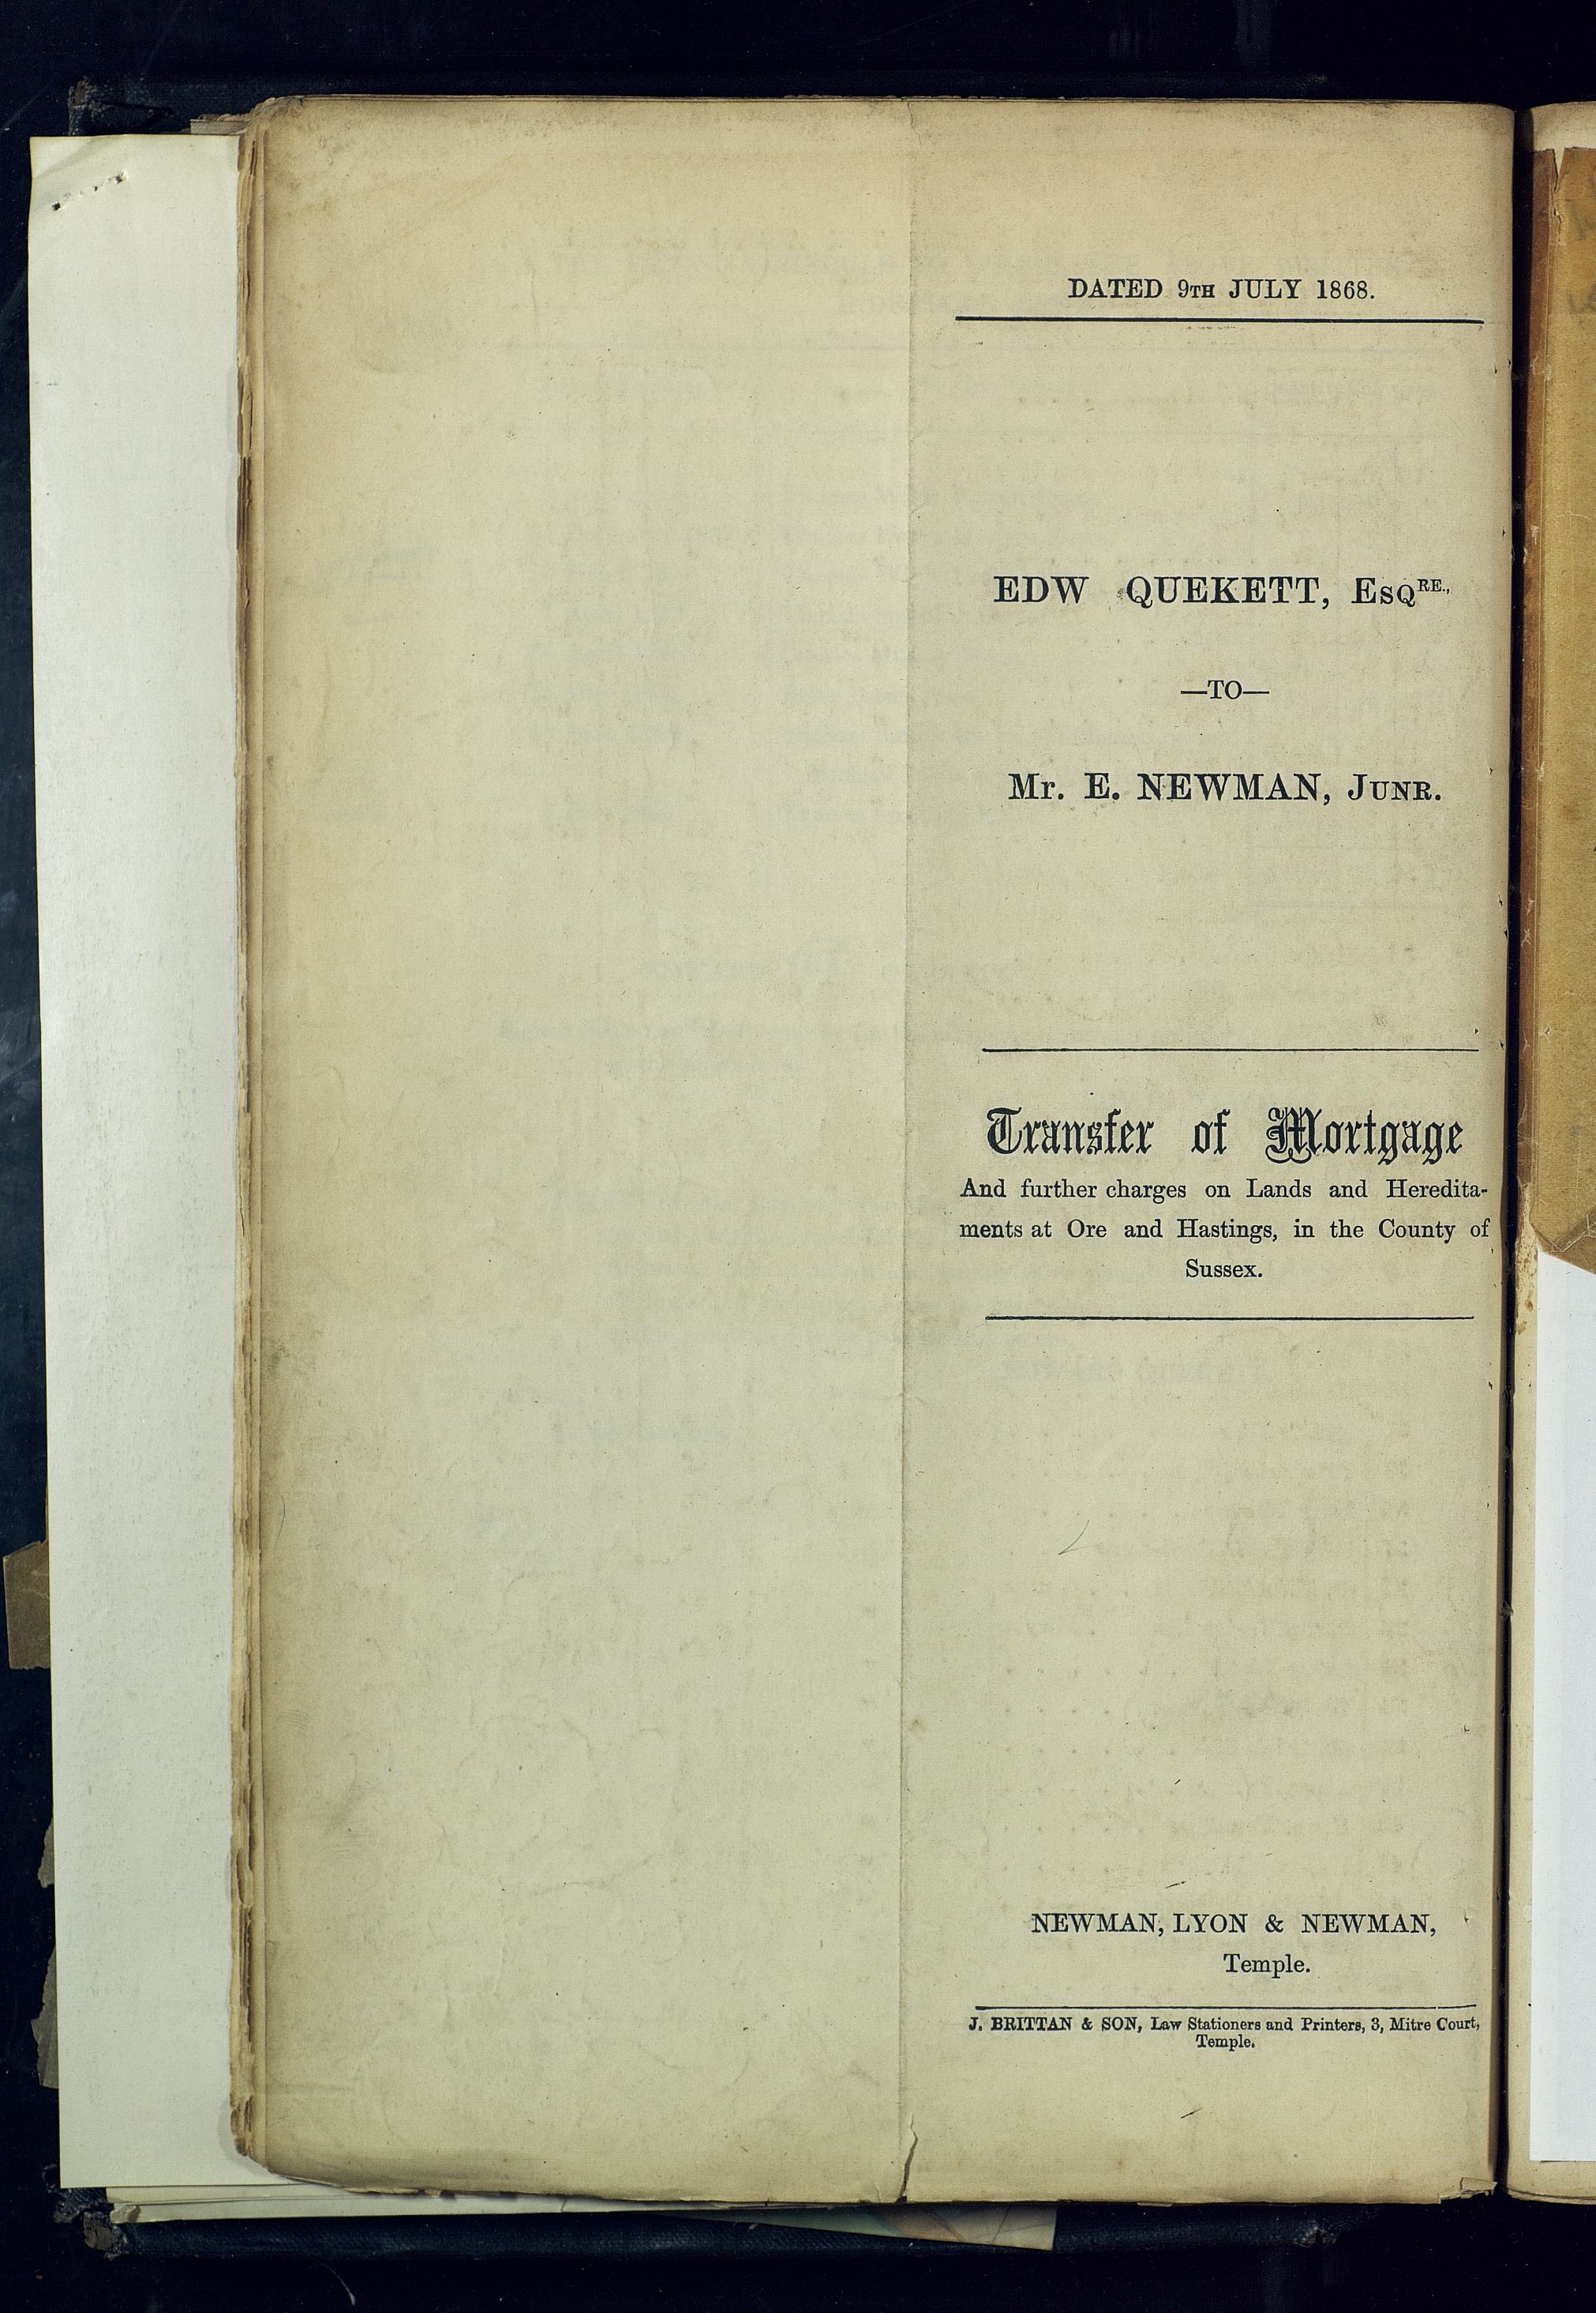 DATED 9TH JULY 1868.
EDW QUEKETT, ESQRE.,
—TO—
Mr. E. NEWMAN, JUNR.
Transfer of Mortgage
And further charges on Lands and Heredita-
ments at Ore and Hastings, in the County of
Sussex.
NEWMAN, LYON & NEWMAN,
Temple.
J. BRITTAN & SON, Law Stationers and Printers, 3, Mitre Court,
Temple.